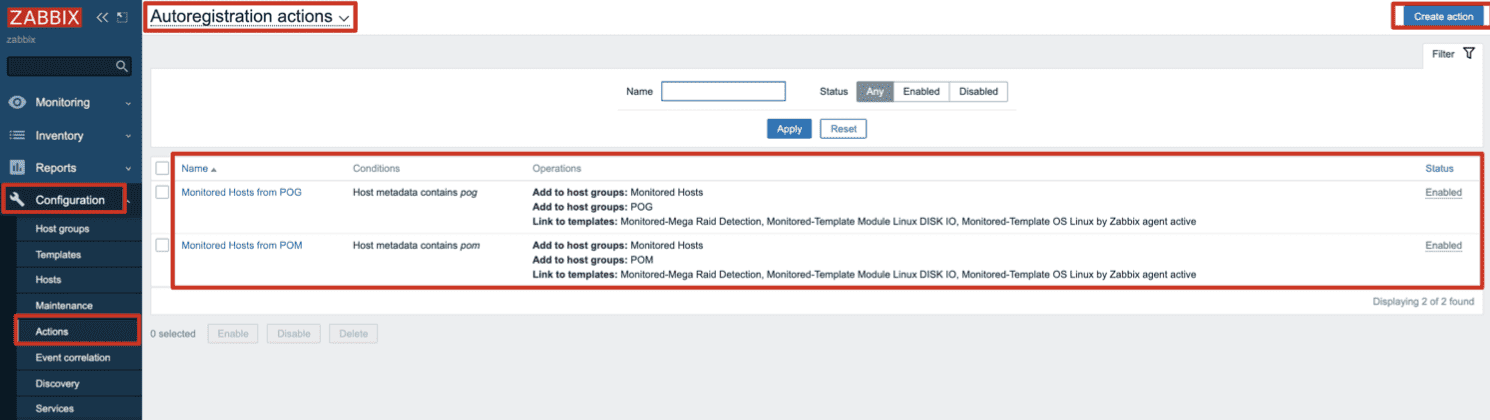 ZABBIX
zabbix
Monitoring
Inventory
Reports
Configuration
Host groups
Templates
Hosts
Maintenance
Actions
Event correlation
Discovery
Services
Autoregistration actions
Create action
Filter
Name Status Any Enabled Disabled
Apply Reset
Name Conditions Operations Status
Monitored Hosts from POG Host metadata contains pog Add to host groups: Monitored Hosts Enabled
Add to host groups: POG
Link to templates: Monitored-Mega Raid Detection, Monitored-Template Module Linux DISK IO, Monitored-Template OS Linux by Zabbix agent active
Monitored Hosts from POM Host metadata contains pom Add to host groups: Monitored Hosts Enabled
Add to host groups: POM
Link to templates: Monitored-Mega Raid Detection, Monitored-Template Module Linux DISK IO, Monitored-Template OS Linux by Zabbix agent active
Displaying 2 of 2 found
0 selected Enable Disable Delete